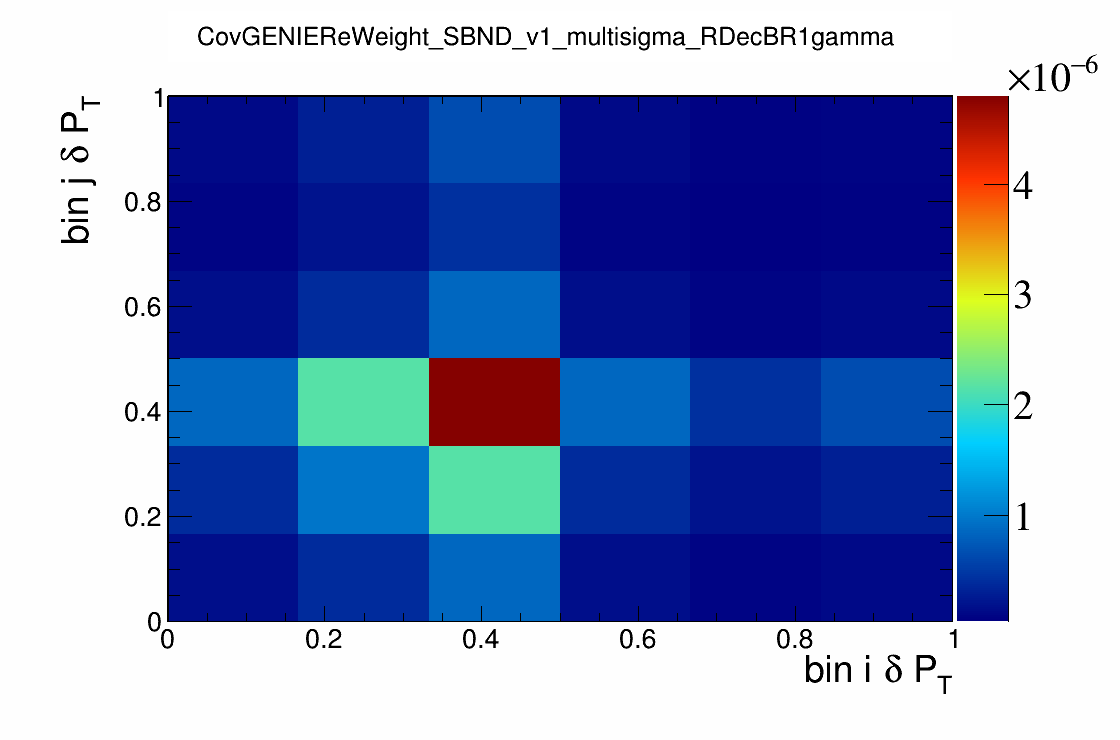 CovGENIEReWeight_SBND_v1_multisigma_RDecBR1gamma
×10⁻⁶
bin j δ P_T
1
0.8
0.6
0.4
0.2
0
0 0.2 0.4 0.6 0.8 1
bin i δ P_T
4
3
2
1